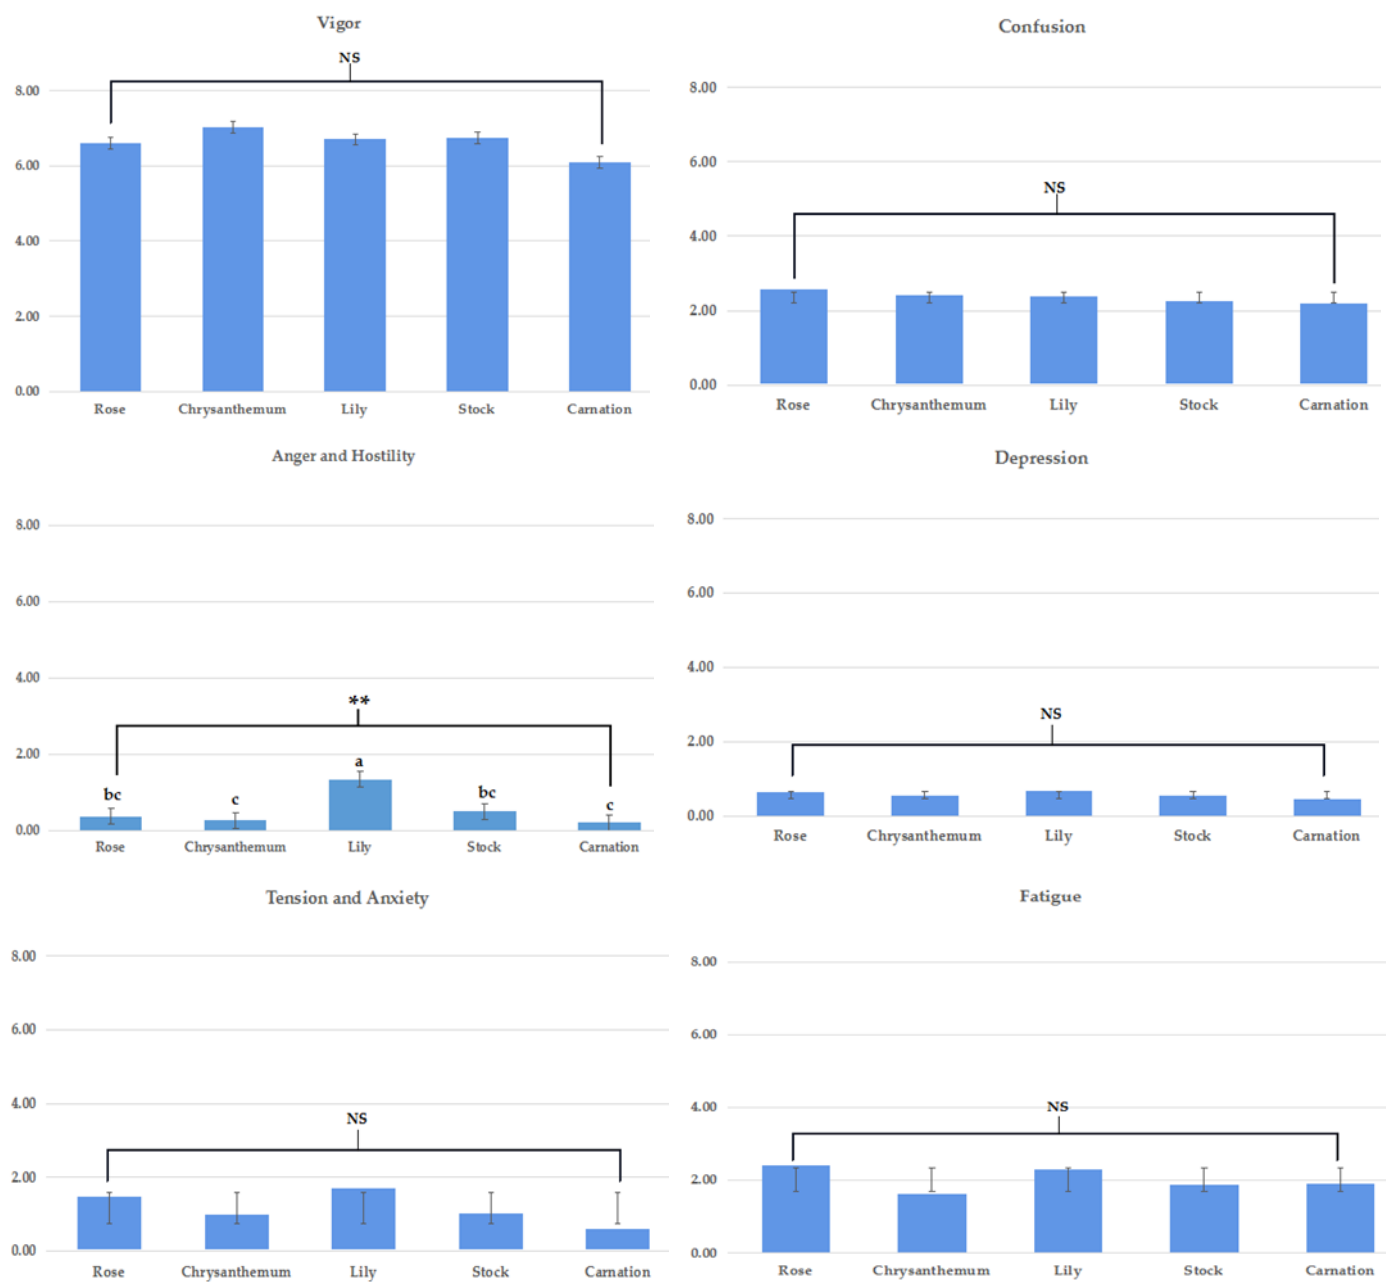 Vigor
NS
8.00
6.00
4.00
2.00
0.00
Rose Chrysanthemum Lily Stock Carnation
Confusion
8.00
6.00
NS
4.00
2.00
0.00
Rose Chrysanthemum Lily Stock Carnation
Anger and Hostility
8.00
6.00
4.00
**
2.00
a
bc c bc c
0.00
Rose Chrysanthemum Lily Stock Carnation
Depression
8.00
6.00
4.00
NS
2.00
0.00
Rose Chrysanthemum Lily Stock Carnation
Tension and Anxiety
8.00
6.00
4.00
NS
2.00
0.00
Rose Chrysanthemum Lily Stock Carnation
Fatigue
8.00
6.00
4.00
NS
2.00
0.00
Rose Chrysanthemum Lily Stock Carnation